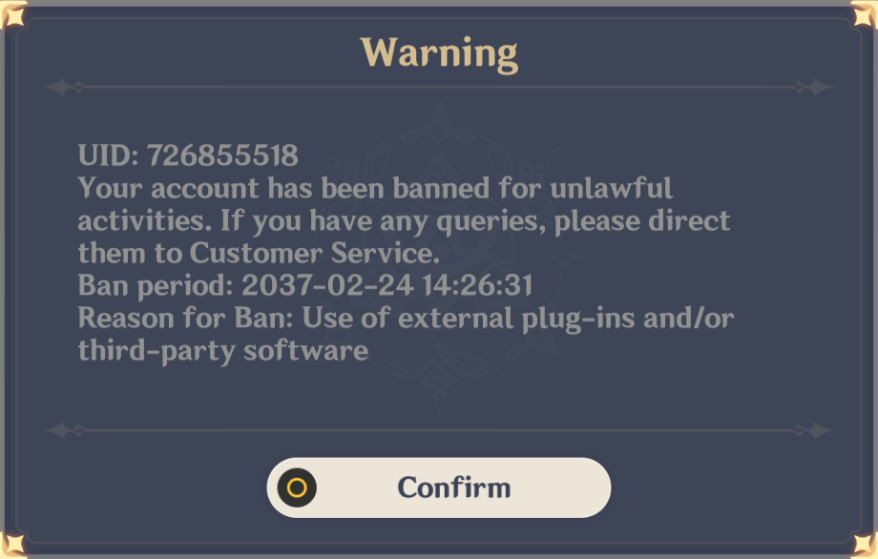 Warning
UID: 726855518
Your account has been banned for unlawful
activities. If you have any queries, please direct
them to Customer Service.
Ban period: 2037-02-24 14:26:31
Reason for Ban: Use of external plug-ins and/or
third-party software
Confirm